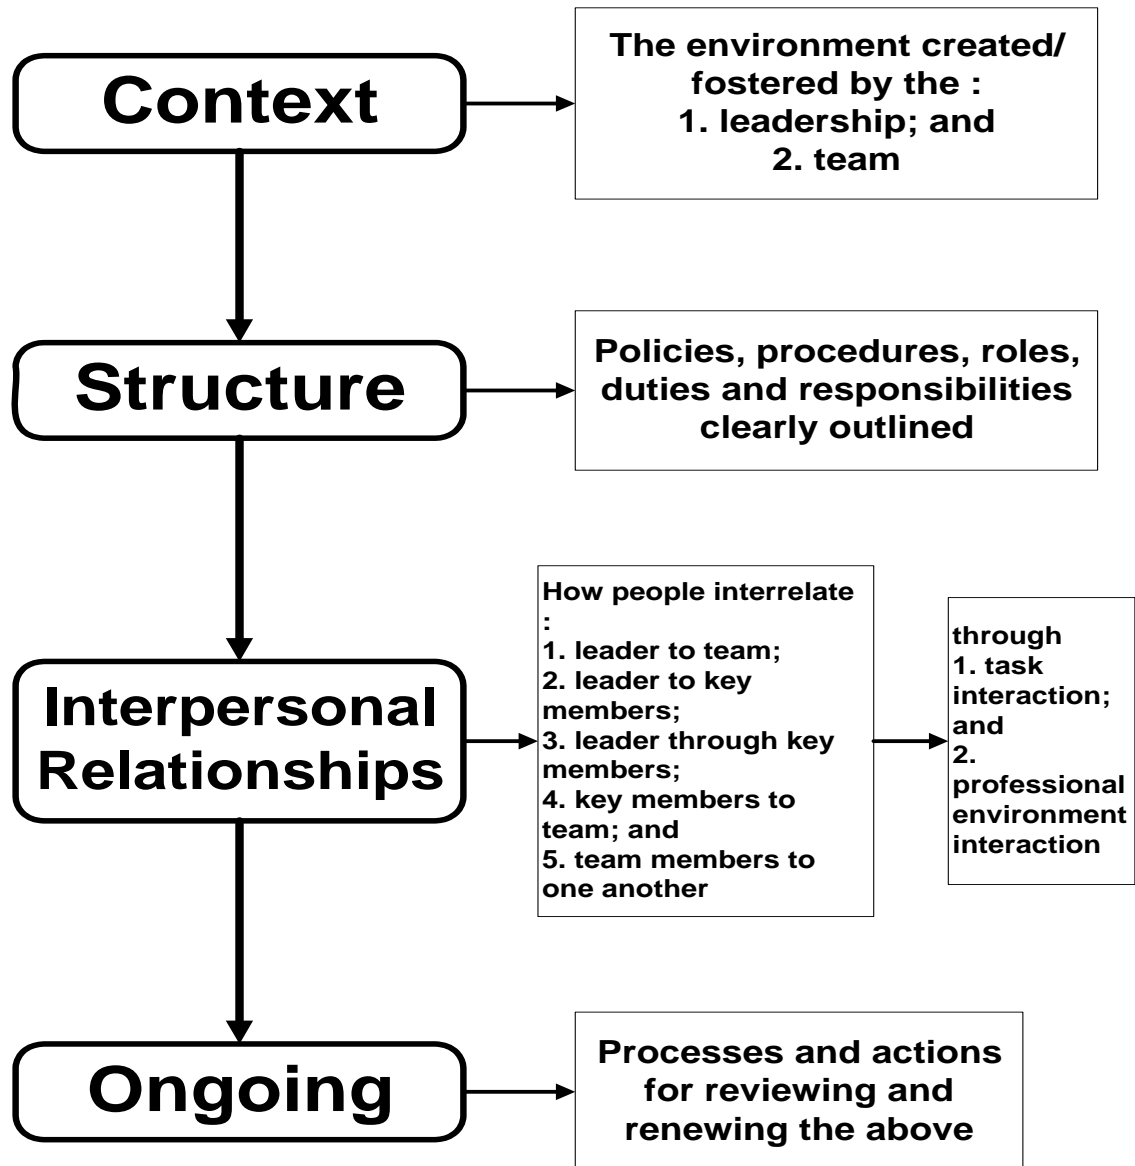 Context
The environment created/
fostered by the :
1. leadership; and
2. team
Structure
Policies, procedures, roles,
duties and responsibilities
clearly outlined
Interpersonal
Relationships
How people interrelate
:
1. leader to team;
2. leader to key
members;
3. leader through key
members;
4. key members to
team; and
5. team members to
one another
through
1. task
interaction;
and
2.
professional
environment
interaction
Ongoing
Processes and actions
for reviewing and
renewing the above